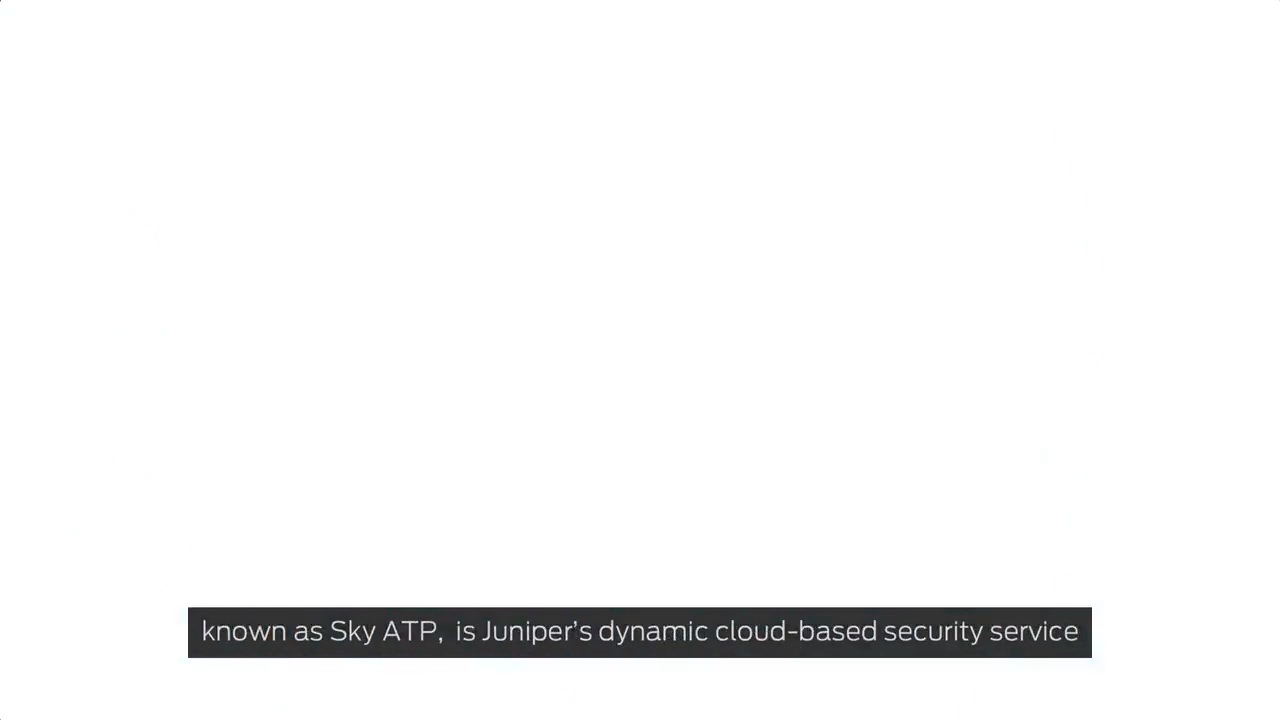 known as Sky ATP, is Juniper’s dynamic cloud-based security service